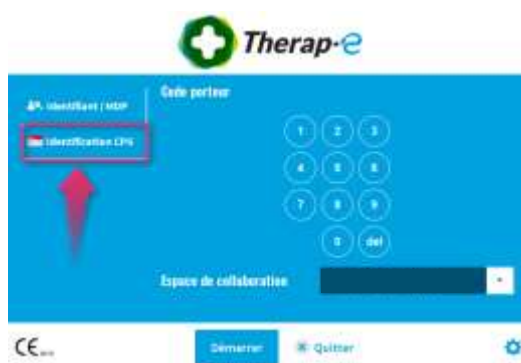 Therap-e
Identifiant / MDP
Identification CPS
Code porteur
1 2 3
4 5 6
7 8 9
0 del
Espace de collaboration
CE
Démarrer
Quitter